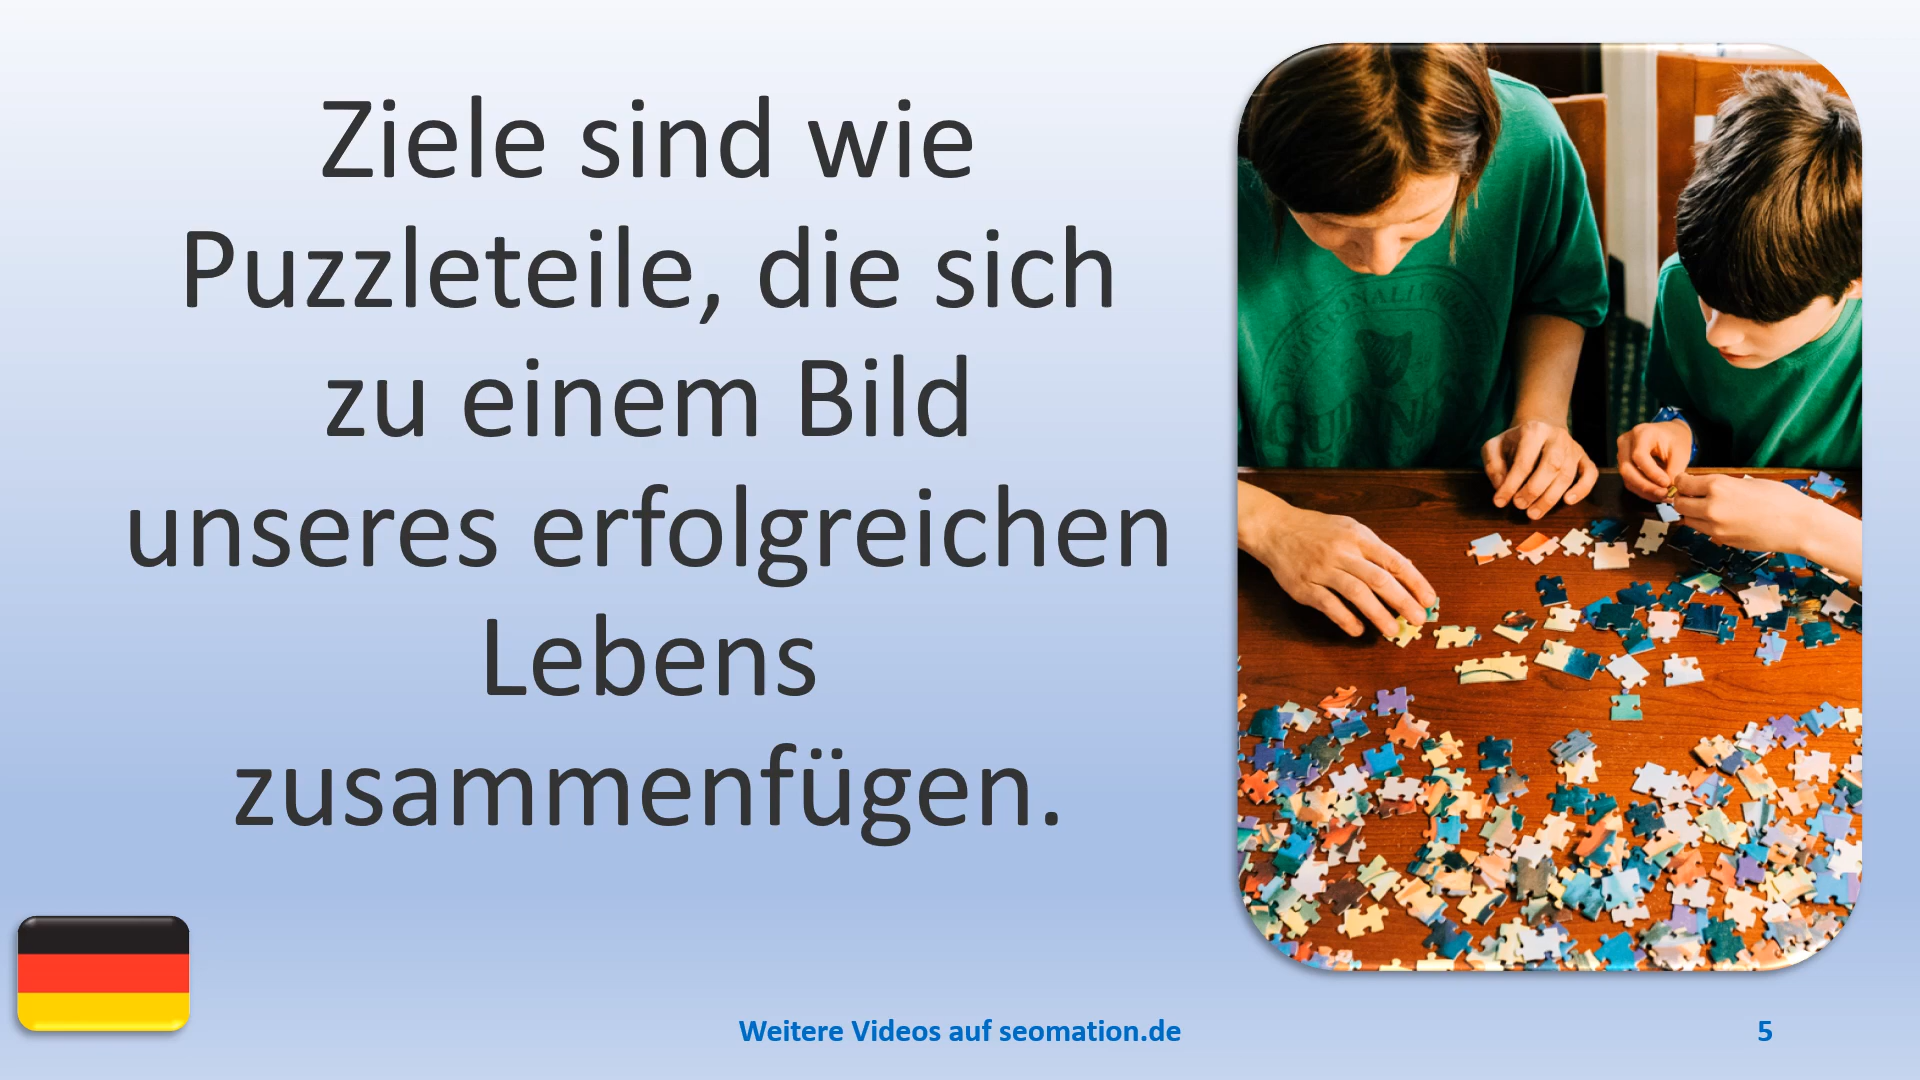 Ziele sind wie
Puzzleteile, die sich
zu einem Bild
unseres erfolgreichen
Lebens
zusammenfügen.
GUINNESS
Weitere Videos auf seomation.de
5